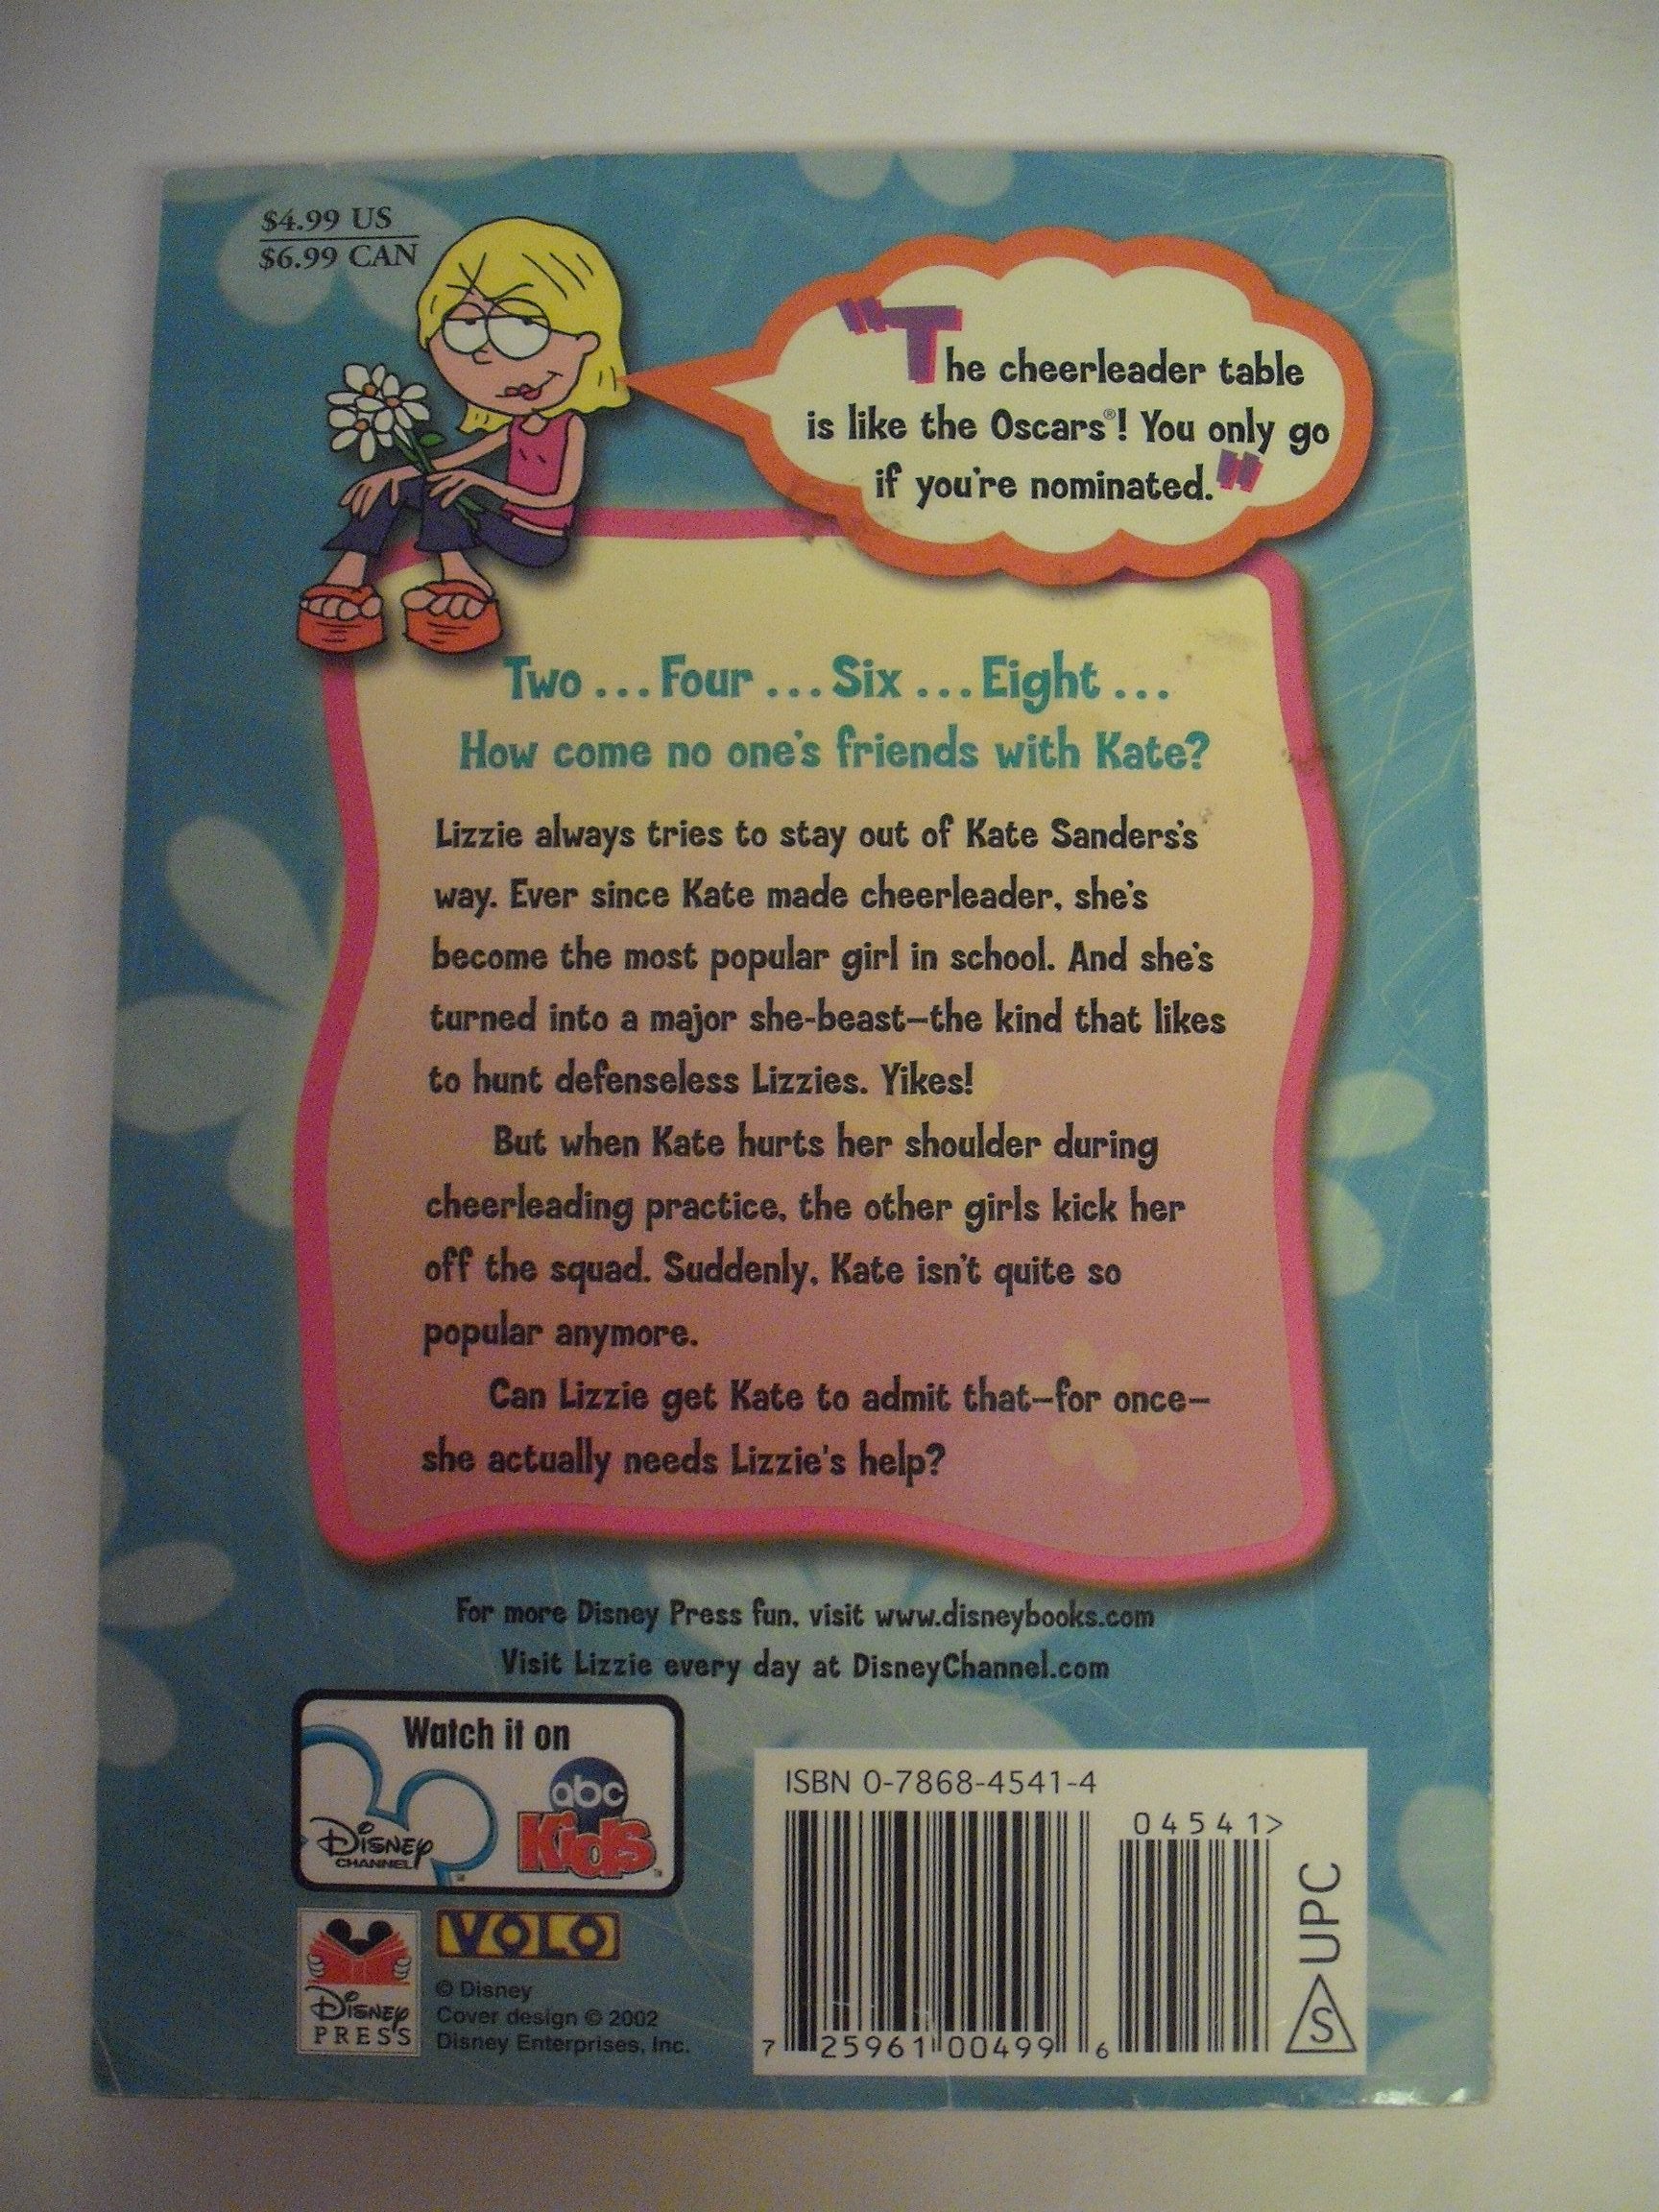 $4.99 US
$6.99 CAN
"The cheerleader table
is like the Oscars®! You only go
if you're nominated."
Two ... Four ... Six ... Eight ...
How come no one's friends with Kate?
Lizzie always tries to stay out of Kate Sanders's
way. Ever since Kate made cheerleader, she's
become the most popular girl in school. And she's
turned into a major she-beast—the kind that likes
to hunt defenseless Lizzies. Yikes!
But when Kate hurts her shoulder during
cheerleading practice, the other girls kick her
off the squad. Suddenly, Kate isn't quite so
popular anymore.
Can Lizzie get Kate to admit that—for once—
she actually needs Lizzie's help?
For more Disney Press fun, visit www.disneybooks.com
Visit Lizzie every day at DisneyChannel.com
Watch it on
Disney
CHANNEL™
abc
Kids™
Disney
PRESS
VOLO
© Disney
Cover design © 2002
Disney Enterprises, Inc.
ISBN 0-7868-4541-4
04541>
7 25961 00499 6
S UPC